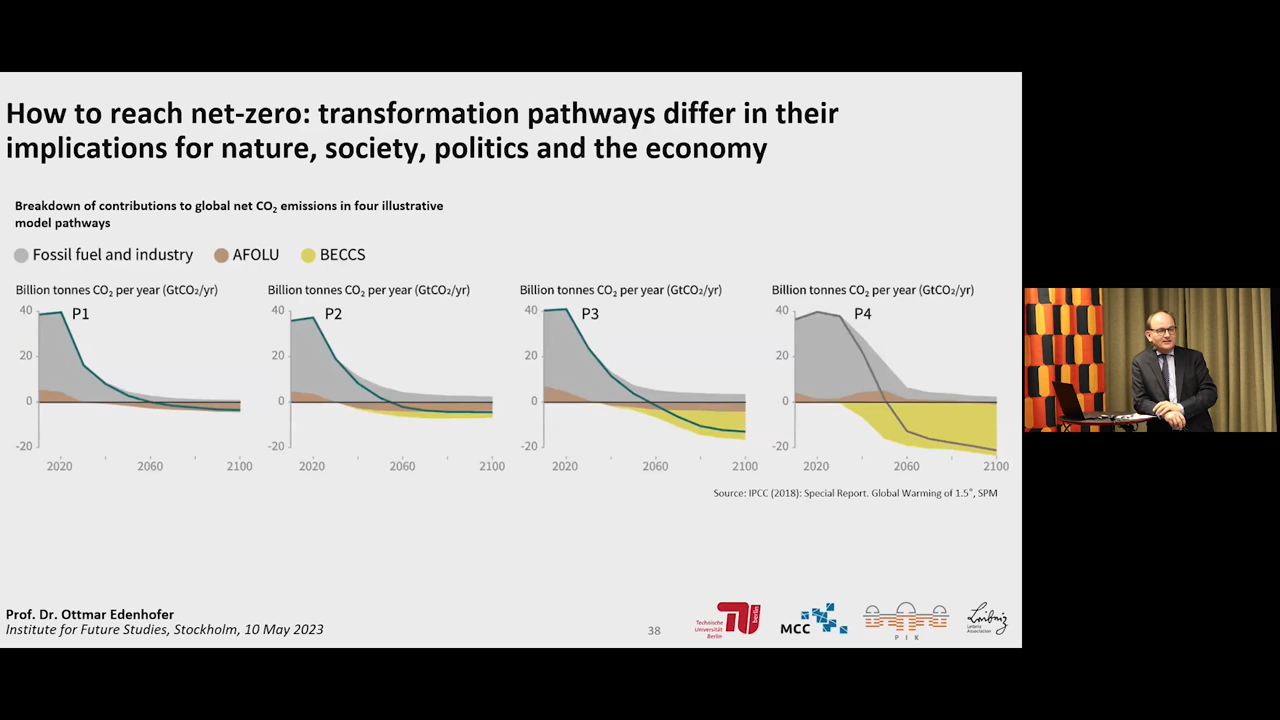 How to reach net-zero: transformation pathways differ in their
implications for nature, society, politics and the economy
Breakdown of contributions to global net CO₂ emissions in four illustrative
model pathways
Fossil fuel and industry AFOLU BECCS
Billion tonnes CO₂ per year (GtCO₂/yr)
40
P1
20
0
-20
2020 2060 2100
Billion tonnes CO₂ per year (GtCO₂/yr)
40
P2
20
0
-20
2020 2060 2100
Billion tonnes CO₂ per year (GtCO₂/yr)
40
P3
20
0
-20
2020 2060 2100
Billion tonnes CO₂ per year (GtCO₂/yr)
40
P4
20
0
-20
2020 2060 2100
Source: IPCC (2018): Special Report. Global Warming of 1.5°, SPM
Prof. Dr. Ottmar Edenhofer
Institute for Future Studies, Stockholm, 10 May 2023
38
Technische
Universität
Berlin
berlin
MCC
P I K
Leibniz
Leibniz
Association